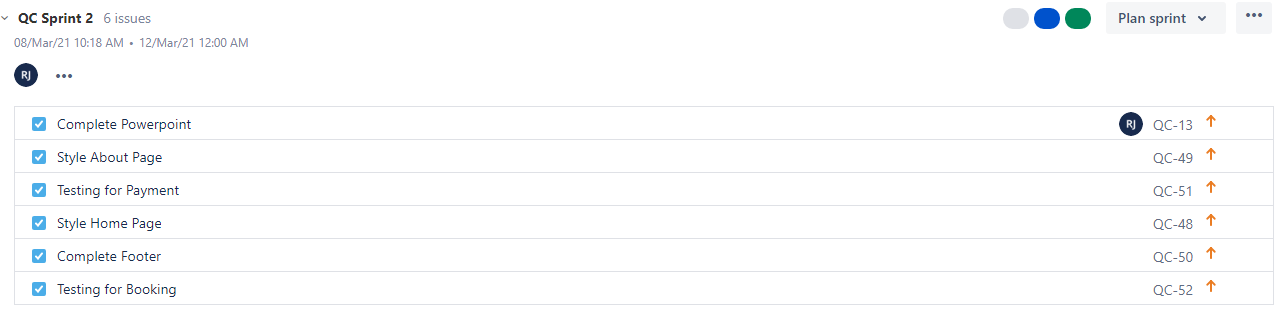 QC Sprint 2 6 issues Plan sprint
08/Mar/21 10:18 AM • 12/Mar/21 12:00 AM
RJ
Complete Powerpoint RJ QC-13
Style About Page QC-49
Testing for Payment QC-51
Style Home Page QC-48
Complete Footer QC-50
Testing for Booking QC-52